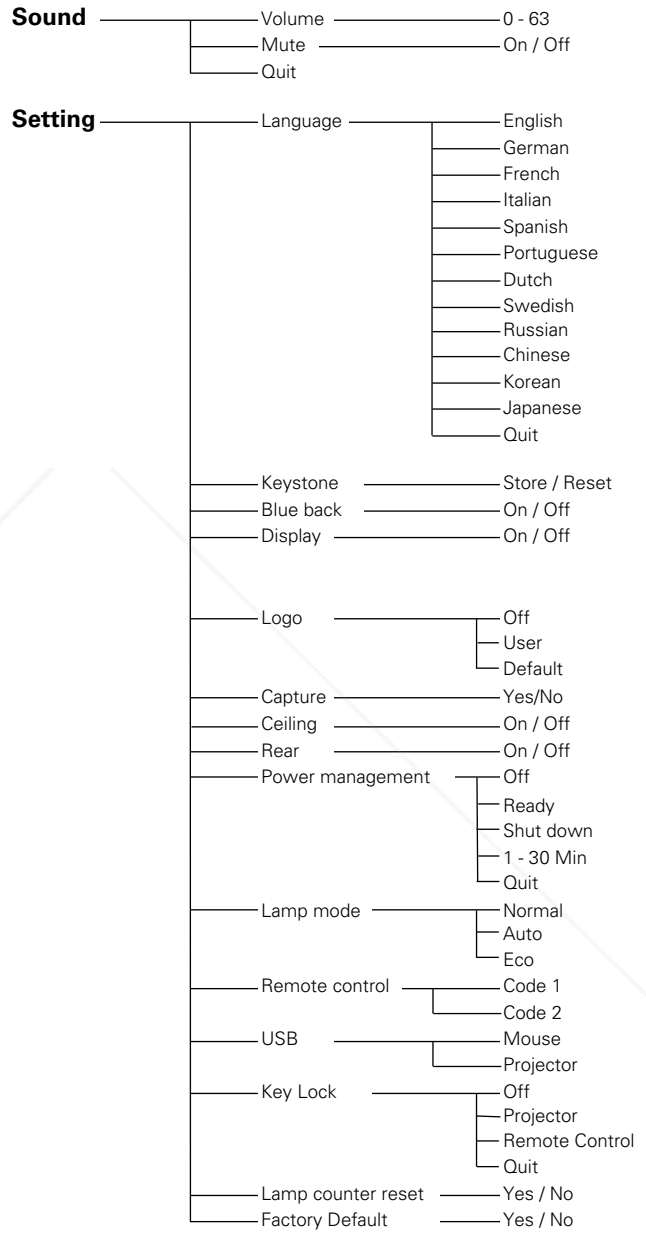 Sound Volume 0 - 63
Mute On / Off
Quit
Setting Language English
German
French
Italian
Spanish
Portuguese
Dutch
Swedish
Russian
Chinese
Korean
Japanese
Quit
Keystone Store / Reset
Blue back On / Off
Display On / Off
Logo Off
User
Default
Capture Yes/No
Ceiling On / Off
Rear On / Off
Power management Off
Ready
Shut down
1 - 30 Min
Quit
Lamp mode Normal
Auto
Eco
Remote control Code 1
Code 2
USB Mouse
Projector
Key Lock Off
Projector
Remote Control
Quit
Lamp counter reset Yes / No
Factory Default Yes / No